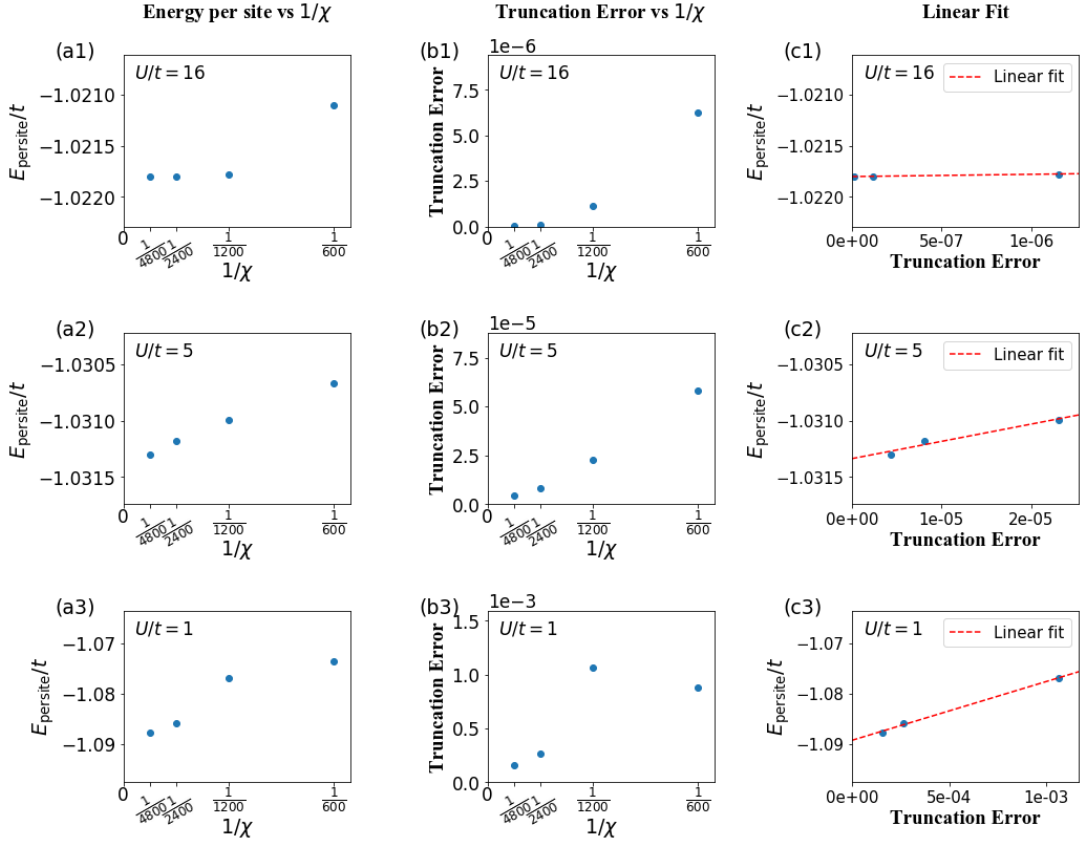 Energy per site vs 1/χ
Truncation Error vs 1/χ
Linear Fit
(a1)
U/t = 16
E_persite/t
−1.0210
−1.0215
−1.0220
0
1/4800
1/2400
1/1200
1/600
1/χ
(b1)
1e−6
U/t = 16
Truncation Error
7.5
5.0
2.5
0.0
0
1/4800
1/2400
1/1200
1/600
1/χ
(c1)
U/t = 16
Linear fit
E_persite/t
−1.0210
−1.0215
−1.0220
0e+00
5e-07
1e-06
Truncation Error
(a2)
U/t = 5
E_persite/t
−1.0305
−1.0310
−1.0315
0
1/4800
1/2400
1/1200
1/600
1/χ
(b2)
1e−5
U/t = 5
Truncation Error
7.5
5.0
2.5
0.0
0
1/4800
1/2400
1/1200
1/600
1/χ
(c2)
U/t = 5
Linear fit
E_persite/t
−1.0305
−1.0310
−1.0315
0e+00
1e-05
2e-05
Truncation Error
(a3)
U/t = 1
E_persite/t
−1.07
−1.08
−1.09
0
1/4800
1/2400
1/1200
1/600
1/χ
(b3)
1e−3
U/t = 1
Truncation Error
1.5
1.0
0.5
0.0
0
1/4800
1/2400
1/1200
1/600
1/χ
(c3)
U/t = 1
Linear fit
E_persite/t
−1.07
−1.08
−1.09
0e+00
5e-04
1e-03
Truncation Error